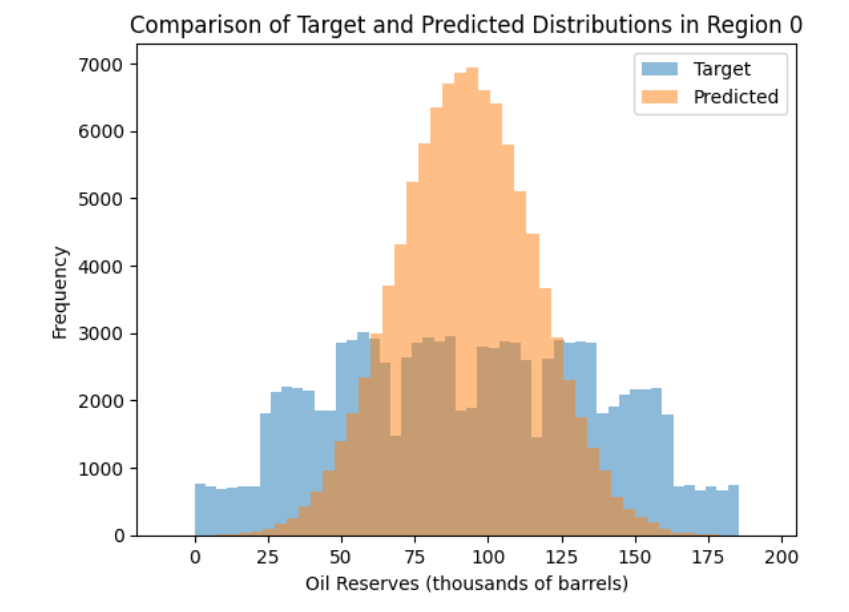 Comparison of Target and Predicted Distributions in Region 0
Target
Predicted
7000
6000
5000
4000
3000
2000
1000
0
Frequency
0 25 50 75 100 125 150 175 200
Oil Reserves (thousands of barrels)